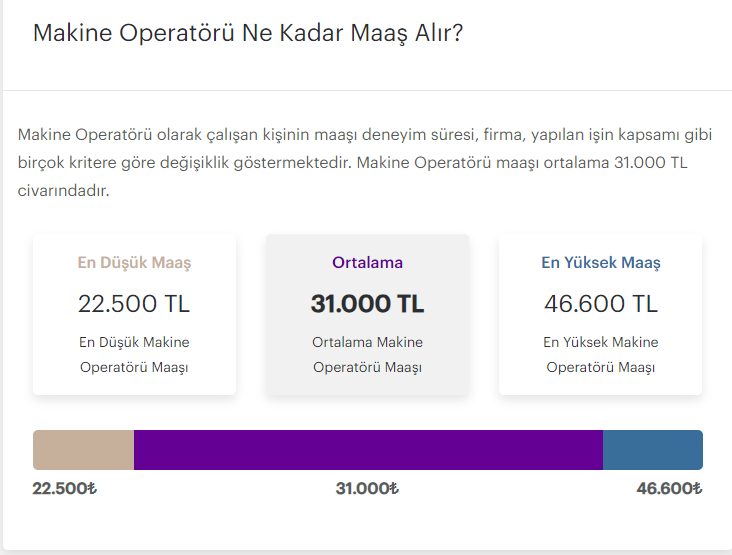 Makine Operatörü Ne Kadar Maaş Alır?
Makine Operatörü olarak çalışan kişinin maaşı deneyim süresi, firma, yapılan işin kapsamı gibi
birçok kritere göre değişiklik göstermektedir. Makine Operatörü maaşı ortalama 31.000 TL
civarındadır.
En Düşük Maaş
22.500 TL
En Düşük Makine
Operatörü Maaşı
Ortalama
31.000 TL
Ortalama Makine
Operatörü Maaşı
En Yüksek Maaş
46.600 TL
En Yüksek Makine
Operatörü Maaşı
22.500₺
31.000₺
46.600₺